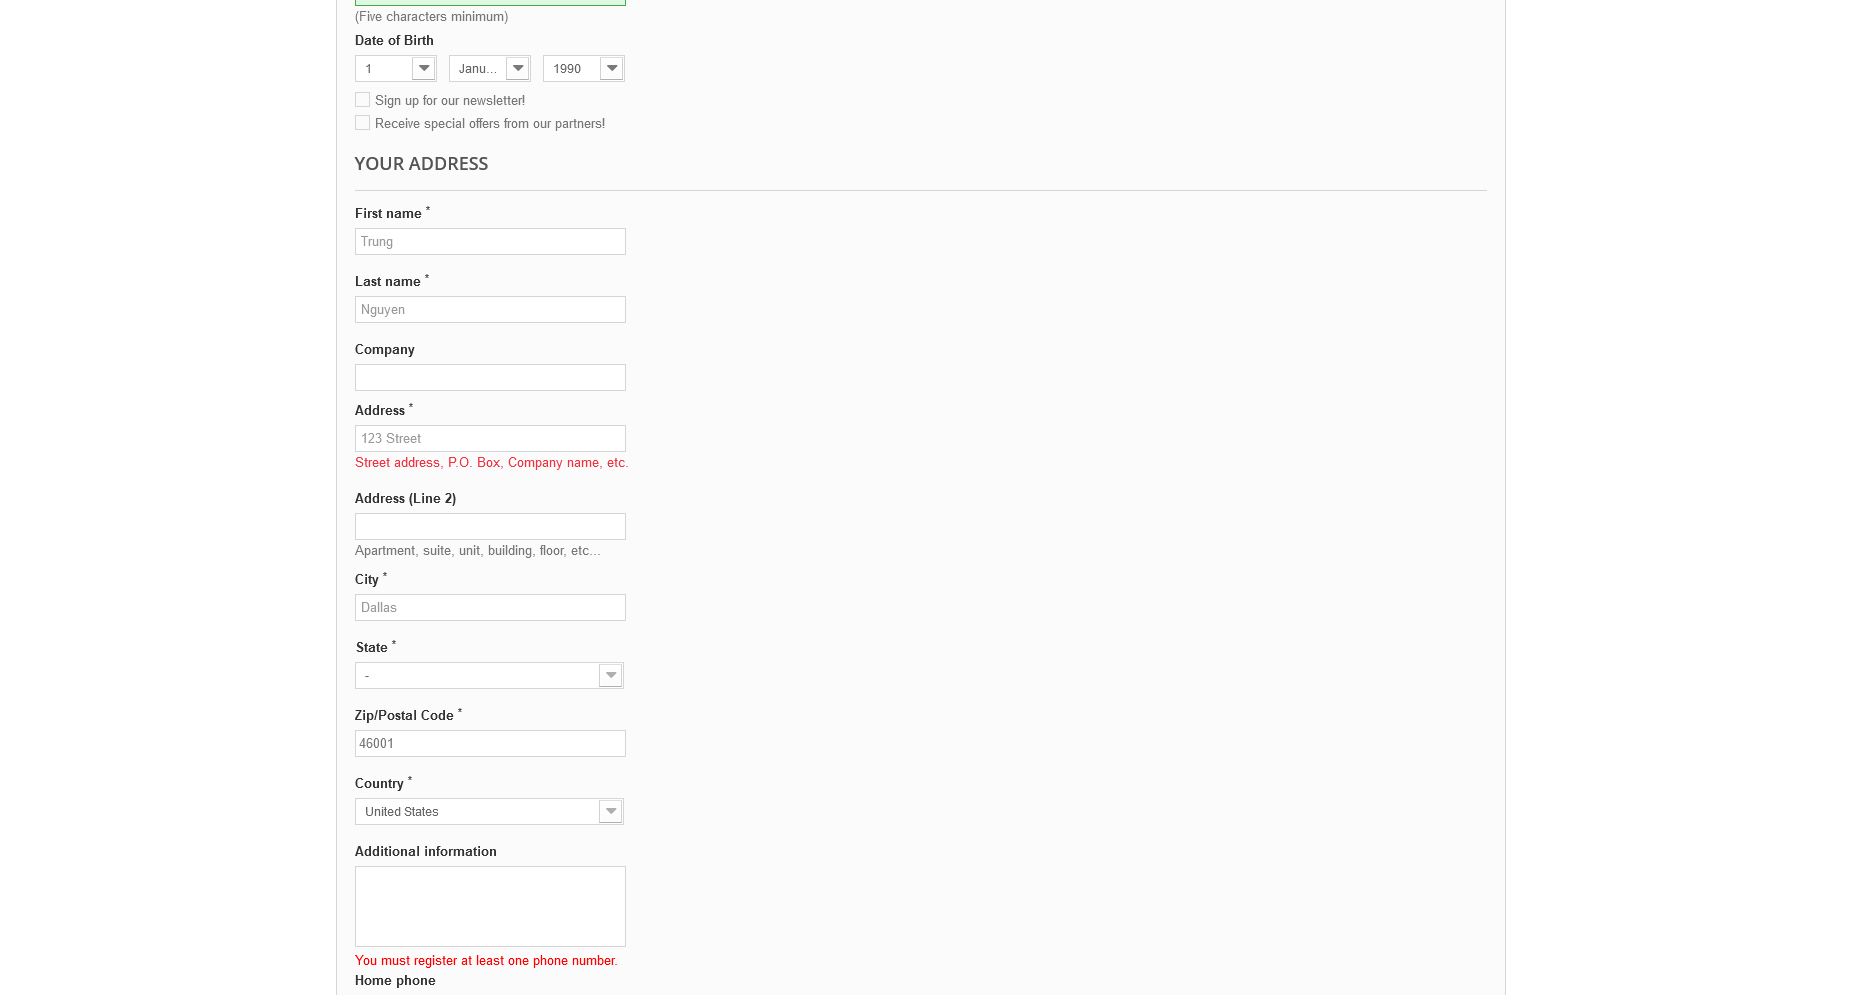 (Five characters minimum)
Date of Birth
1 Janu... 1990
Sign up for our newsletter!
Receive special offers from our partners!
YOUR ADDRESS
First name *
Trung
Last name *
Nguyen
Company
Address *
123 Street
Street address, P.O. Box, Company name, etc.
Address (Line 2)
Apartment, suite, unit, building, floor, etc...
City *
Dallas
State *
-
Zip/Postal Code *
46001
Country *
United States
Additional information
You must register at least one phone number.
Home phone